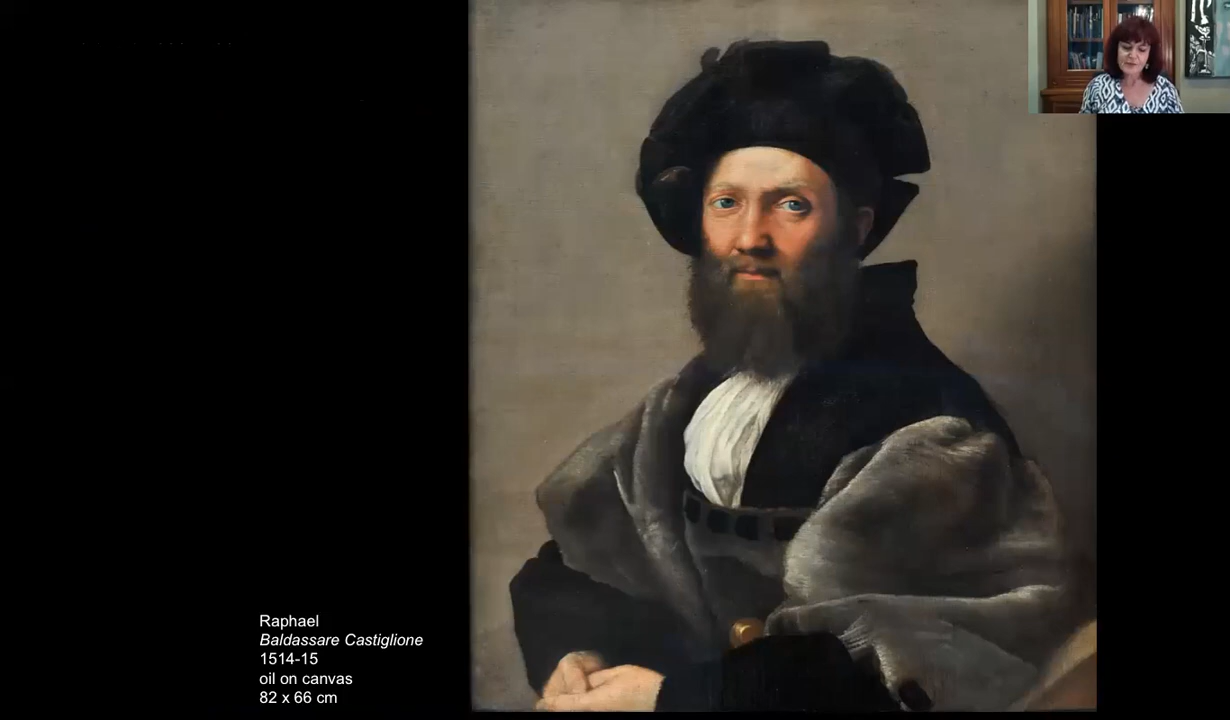 Raphael
Baldassare Castiglione
1514-15
oil on canvas
82 x 66 cm